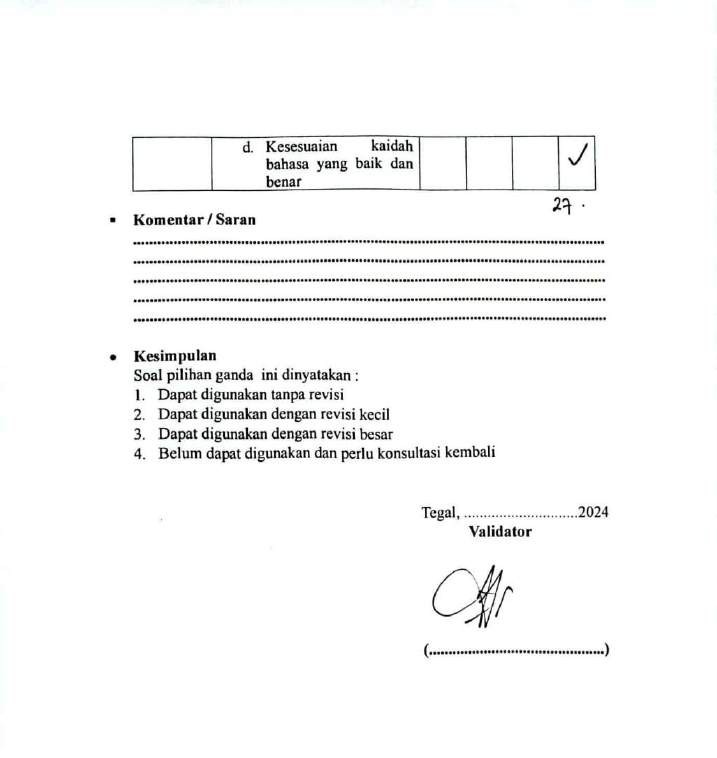 d. Kesesuaian kaidah
bahasa yang baik dan
benar
✓
27.
▪ Komentar / Saran
................................................................................
................................................................................
................................................................................
................................................................................
................................................................................
• Kesimpulan
Soal pilihan ganda ini dinyatakan :
1. Dapat digunakan tanpa revisi
2. Dapat digunakan dengan revisi kecil
3. Dapat digunakan dengan revisi besar
4. Belum dapat digunakan dan perlu konsultasi kembali
Tegal, .............................2024
Validator
(............................................)